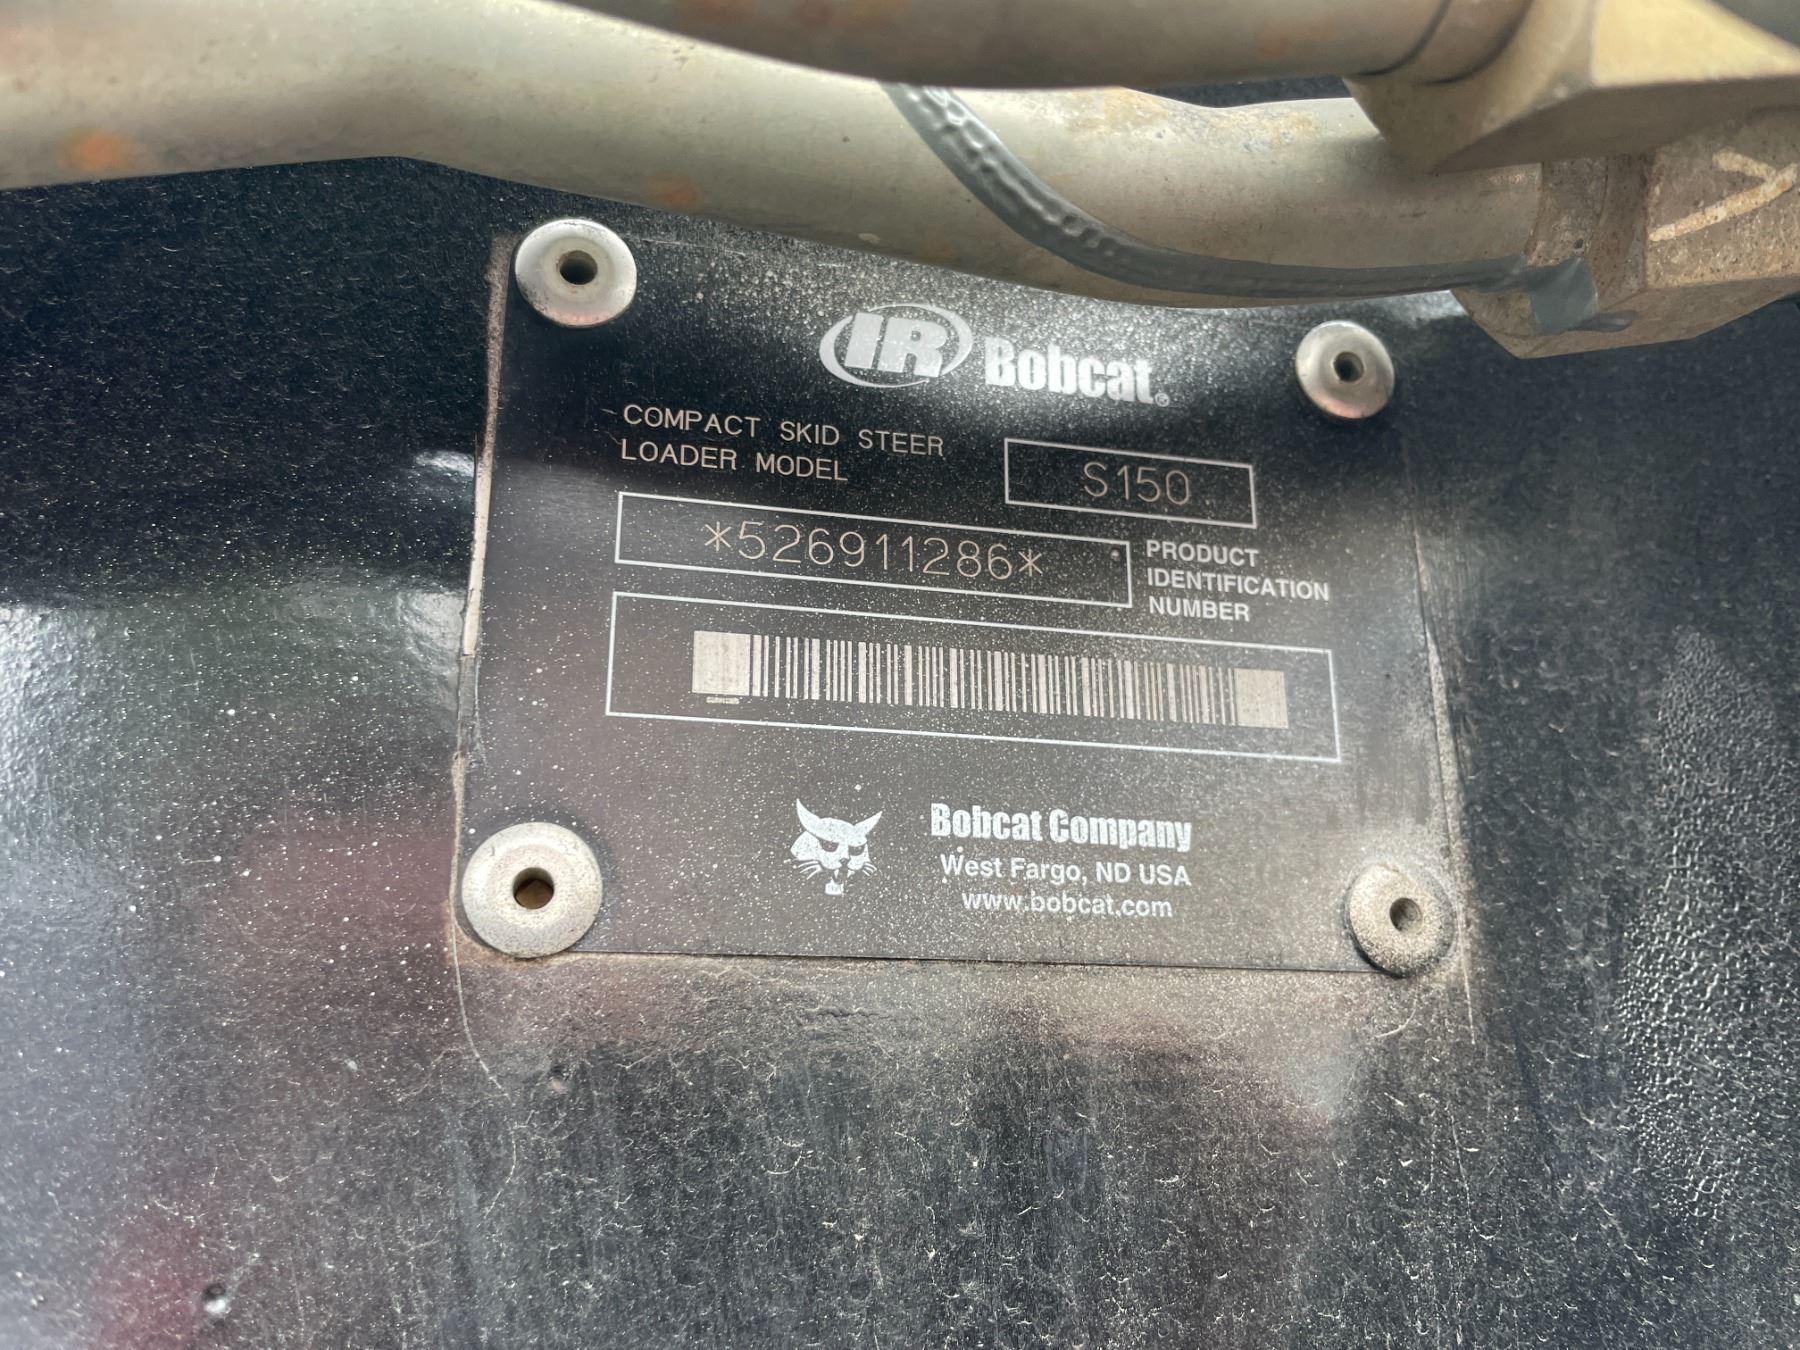 IR Bobcat®
COMPACT SKID STEER
LOADER MODEL
S150
*526911286*
PRODUCT
IDENTIFICATION
NUMBER
Bobcat Company
West Fargo, ND USA
www.bobcat.com